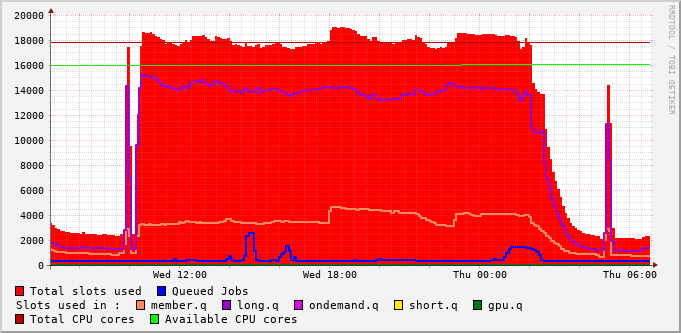 20000
18000
16000
14000
12000
10000
8000
6000
4000
2000
0
Wed 12:00 Wed 18:00 Thu 00:00 Thu 06:00
Total slots used Queued Jobs
Slots used in : member.q long.q ondemand.q short.q gpu.q
Total CPU cores Available CPU cores
RRDTOOL / TOBI OETIKER